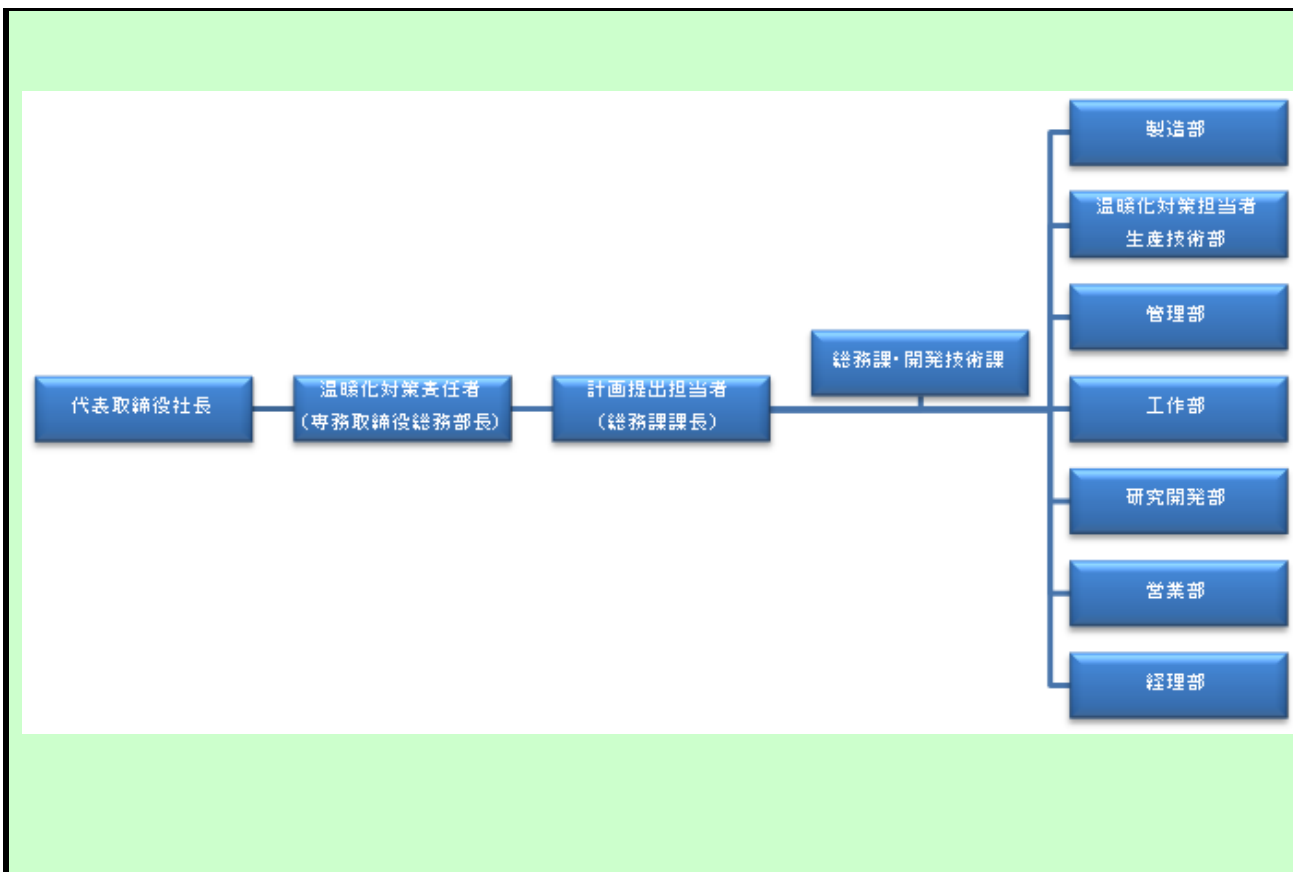 代表取締役社長
温暖化対策責任者
(専務取締役総務部長)
計画提出担当者
(総務課課長)
総務課・開発技術課
製造部
温暖化対策担当者
生産技術部
管理部
工作部
研究開発部
営業部
経理部